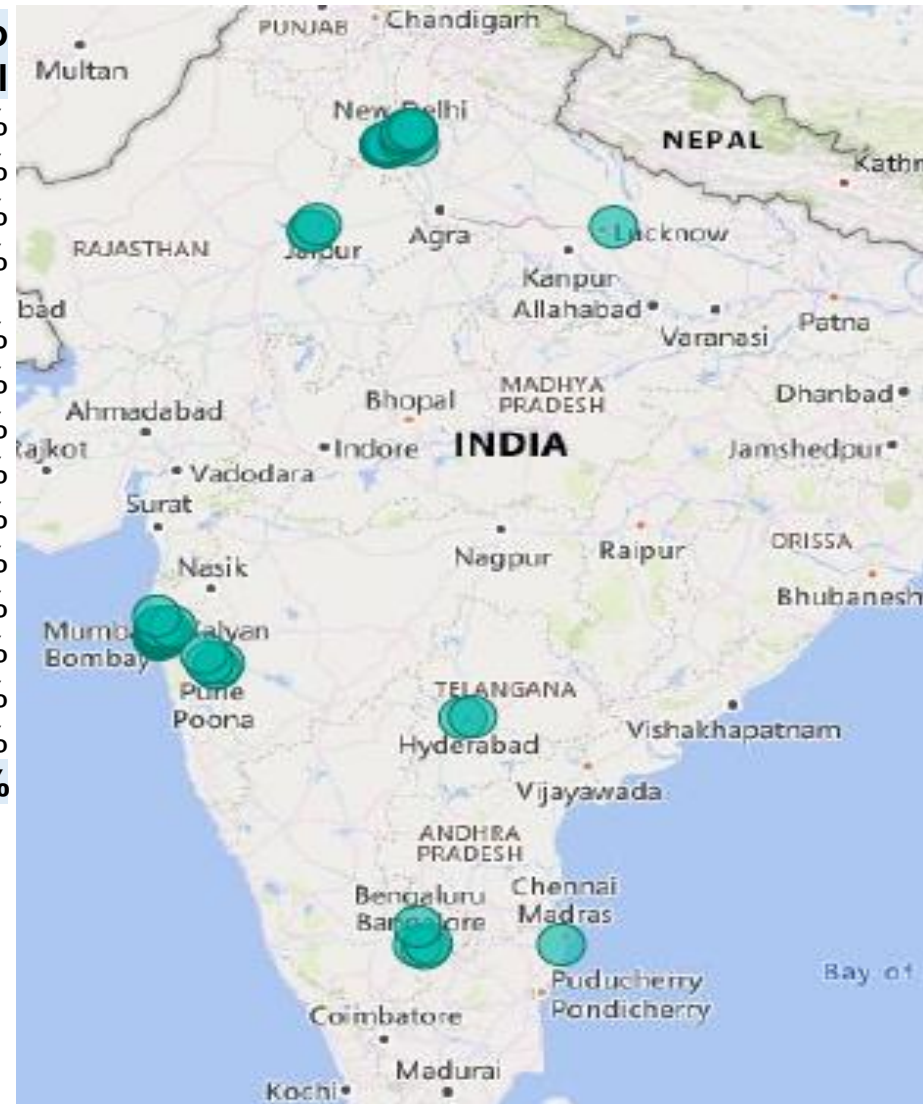 Chandigarh
PUNJAB
Multan
New Delhi
NEPAL
RAJASTHAN
Jaipur
Agra
Lucknow
Kanpur
Allahabad
Varanasi
Patna
bad
MADHYA
PRADESH
Bhopal
Dhanbad
Ahmadabad
Indore
INDIA
Jamshedpur
Vadodara
Surat
Nagpur
Raipur
ORISSA
Nasik
Bhubanesh
Bombay
Pune
Poona
TELANGANA
Hyderabad
Vishakhapatnam
Vijayawada
ANDHRA
PRADESH
Bengaluru
Bangalore
Chennai
Madras
Bay of
Puducherry
Pondicherry
Coimbatore
Madurai
Kochi
%